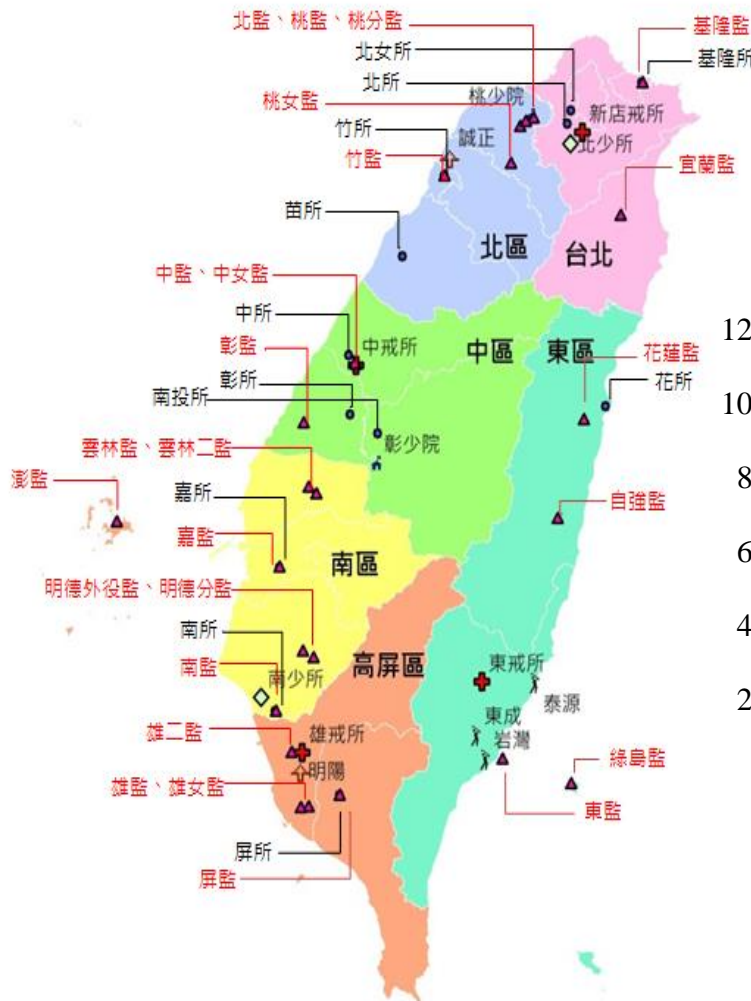 北監、桃監、桃分監
基隆監
北女所
基隆所
北所
桃少院
桃女監
新店戒所
竹所
誠正
北少所
竹監
宜蘭監
苗所
北區
台北
中監、中女監
中所
中戒所
中區
東區
12
彰監
花蓮監
彰所
花所
南投所
10
彰少院
雲林監、雲林二監
澎監
8
嘉所
自強監
嘉監
南區
6
明德外役監、明德分監
南所
高屏區
4
南監
南少所
東戒所
泰源
2
雄二監
雄戒所
東成
岩灣
明陽
綠島監
雄監、雄女監
東監
屏所
屏監